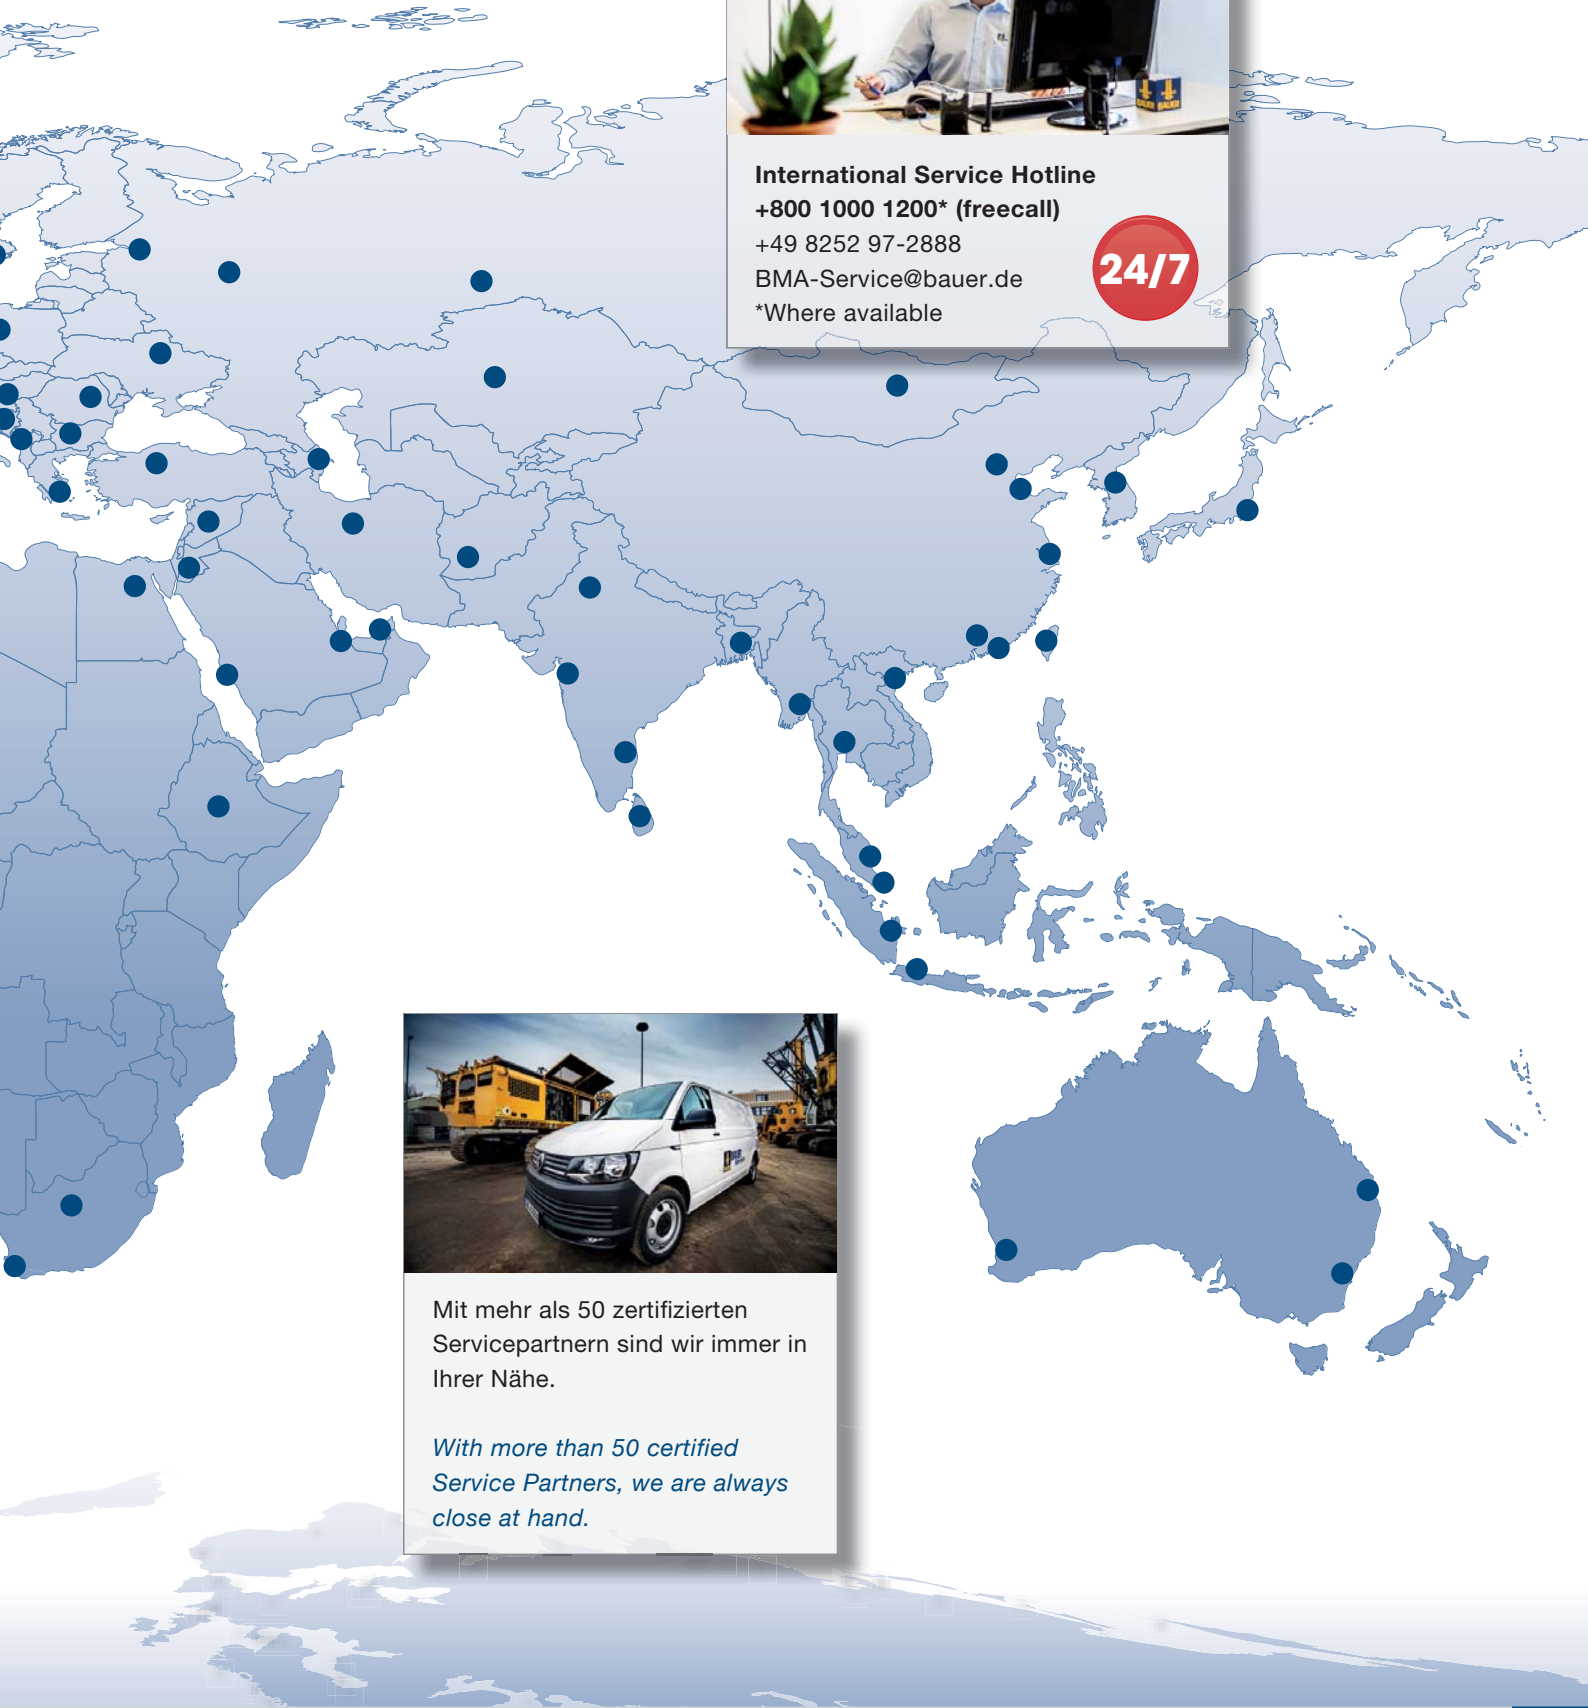 International Service Hotline
+800 1000 1200* (freecall)
+49 8252 97-2888
BMA-Service@bauer.de
*Where available
24/7
BAUER BAUER
Mit mehr als 50 zertifizierten
Servicepartnern sind wir immer in
Ihrer Nähe.
With more than 50 certified
Service Partners, we are always
close at hand.